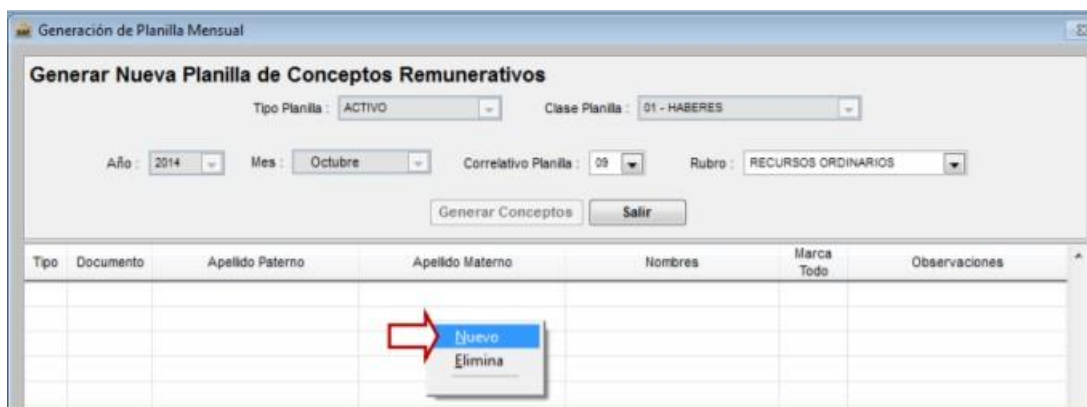 Generación de Planilla Mensual
Generar Nueva Planilla de Conceptos Remunerativos
Tipo Planilla : ACTIVO Clase Planilla : 01 - HABERES
Año : 2014 Mes : Octubre Correlativo Planilla : 09 Rubro : RECURSOS ORDINARIOS
Generar Conceptos Salir
Tipo Documento Apellido Paterno Apellido Materno Nombres Marca Todo Observaciones
Nuevo
Elimina